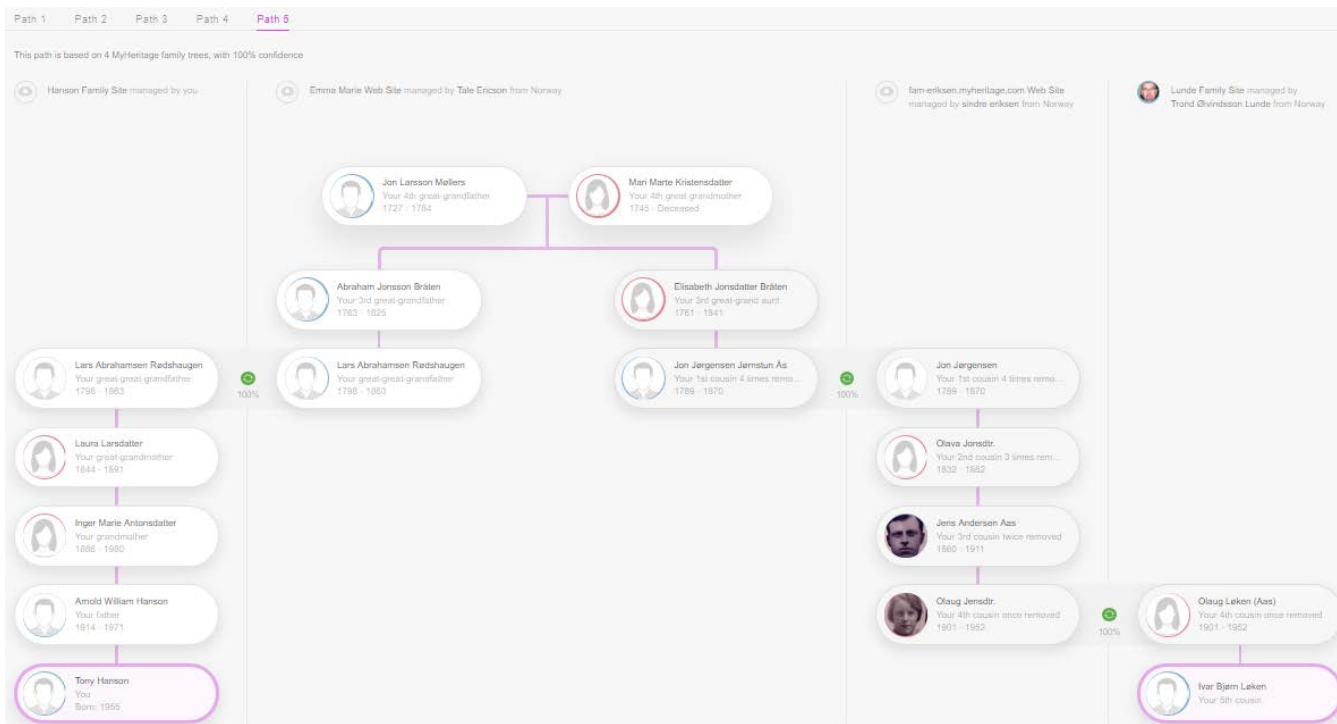 Path 1 Path 2 Path 3 Path 4 Path 5
This path is based on 4 MyHeritage family trees, with 100% confidence
Hanson Family Site managed by you
Emma Marie Web Site managed by Tale Ericson from Norway
fam-eriksen.myheritage.com Web Site
managed by sindre eriksen from Norway
Lunde Family Site managed by
Trond Øivindsson Lunde from Norway
Jon Larsson Møllers
Your 4th great-grandfather
1727 - 1784
Mari Marte Kristensdatter
Your 4th great-grandmother
1745 - Deceased
Abraham Jonsson Bråten
Your 3rd great-grandfather
1763 - 1825
Elisabeth Jonsdatter Bråten
Your 3rd great-grand aunt
1761 - 1841
Lars Abrahamsen Rødshaugen
Your great-great-grandfather
1798 - 1863
100%
Lars Abrahamsen Rødshaugen
Your great-great-grandfather
1798 - 1863
Jon Jørgensen Jømstun Ås
Your 1st cousin 4 times remo...
1789 - 1870
100%
Jon Jørgensen
Your 1st cousin 4 times remo...
1789 - 1870
Laura Larsdatter
Your great-grandmother
1844 - 1891
Olava Jonsdtr.
Your 2nd cousin 3 times rem...
1832 - 1882
Inger Marie Antonsdatter
Your grandmother
1886 - 1980
Jens Andersen Aas
Your 3rd cousin twice removed
1860 - 1911
Arnold William Hanson
Your father
1914 - 1971
Olaug Jensdtr.
Your 4th cousin once removed
1901 - 1952
100%
Olaug Løken (Aas)
Your 4th cousin once removed
1901 - 1952
Tony Hanson
You
Born: 1955
Ivar Bjørn Løken
Your 5th cousin